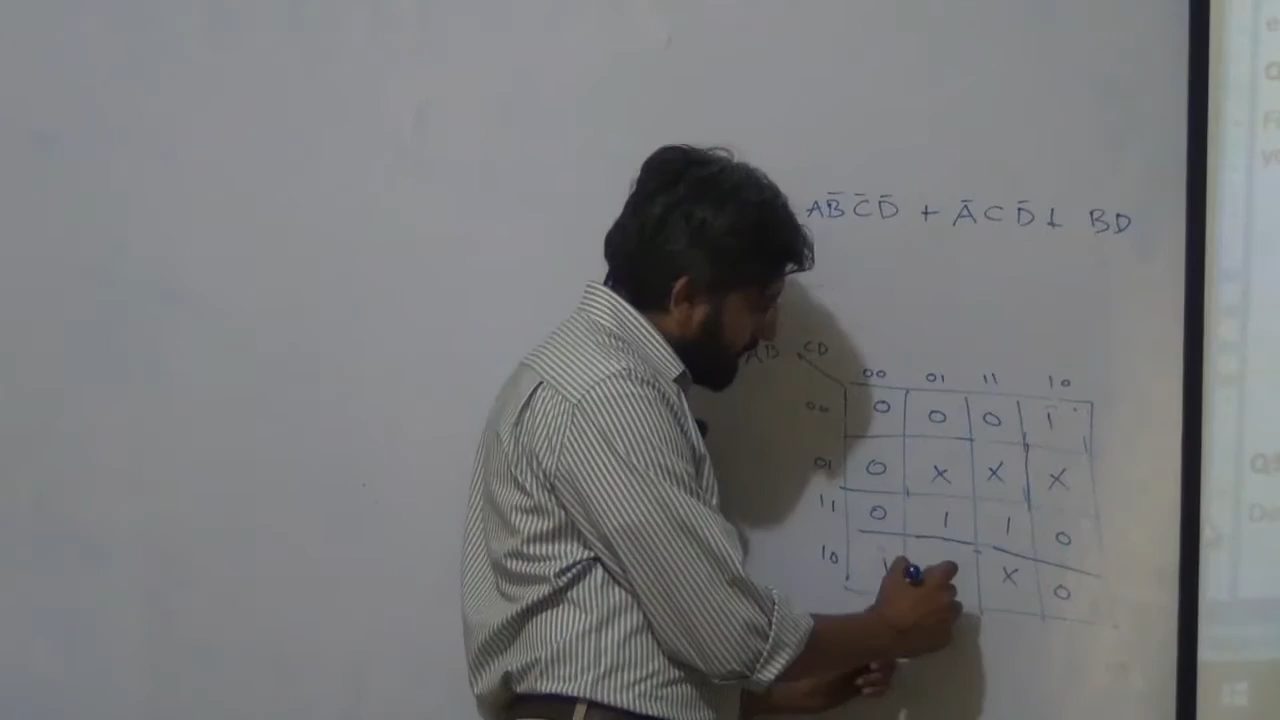 AB̄C̄D̄ + ĀCD̄ + BD
AB CD
00 01 11 10
00 0 0 0 1
01 0 X X X
11 0 1 1 0
10 1 X 0